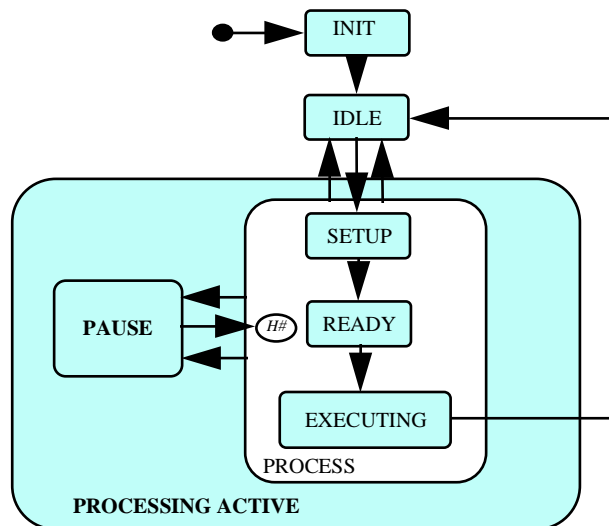 INIT
IDLE
SETUP
PAUSE
H#
READY
EXECUTING
PROCESS
PROCESSING ACTIVE